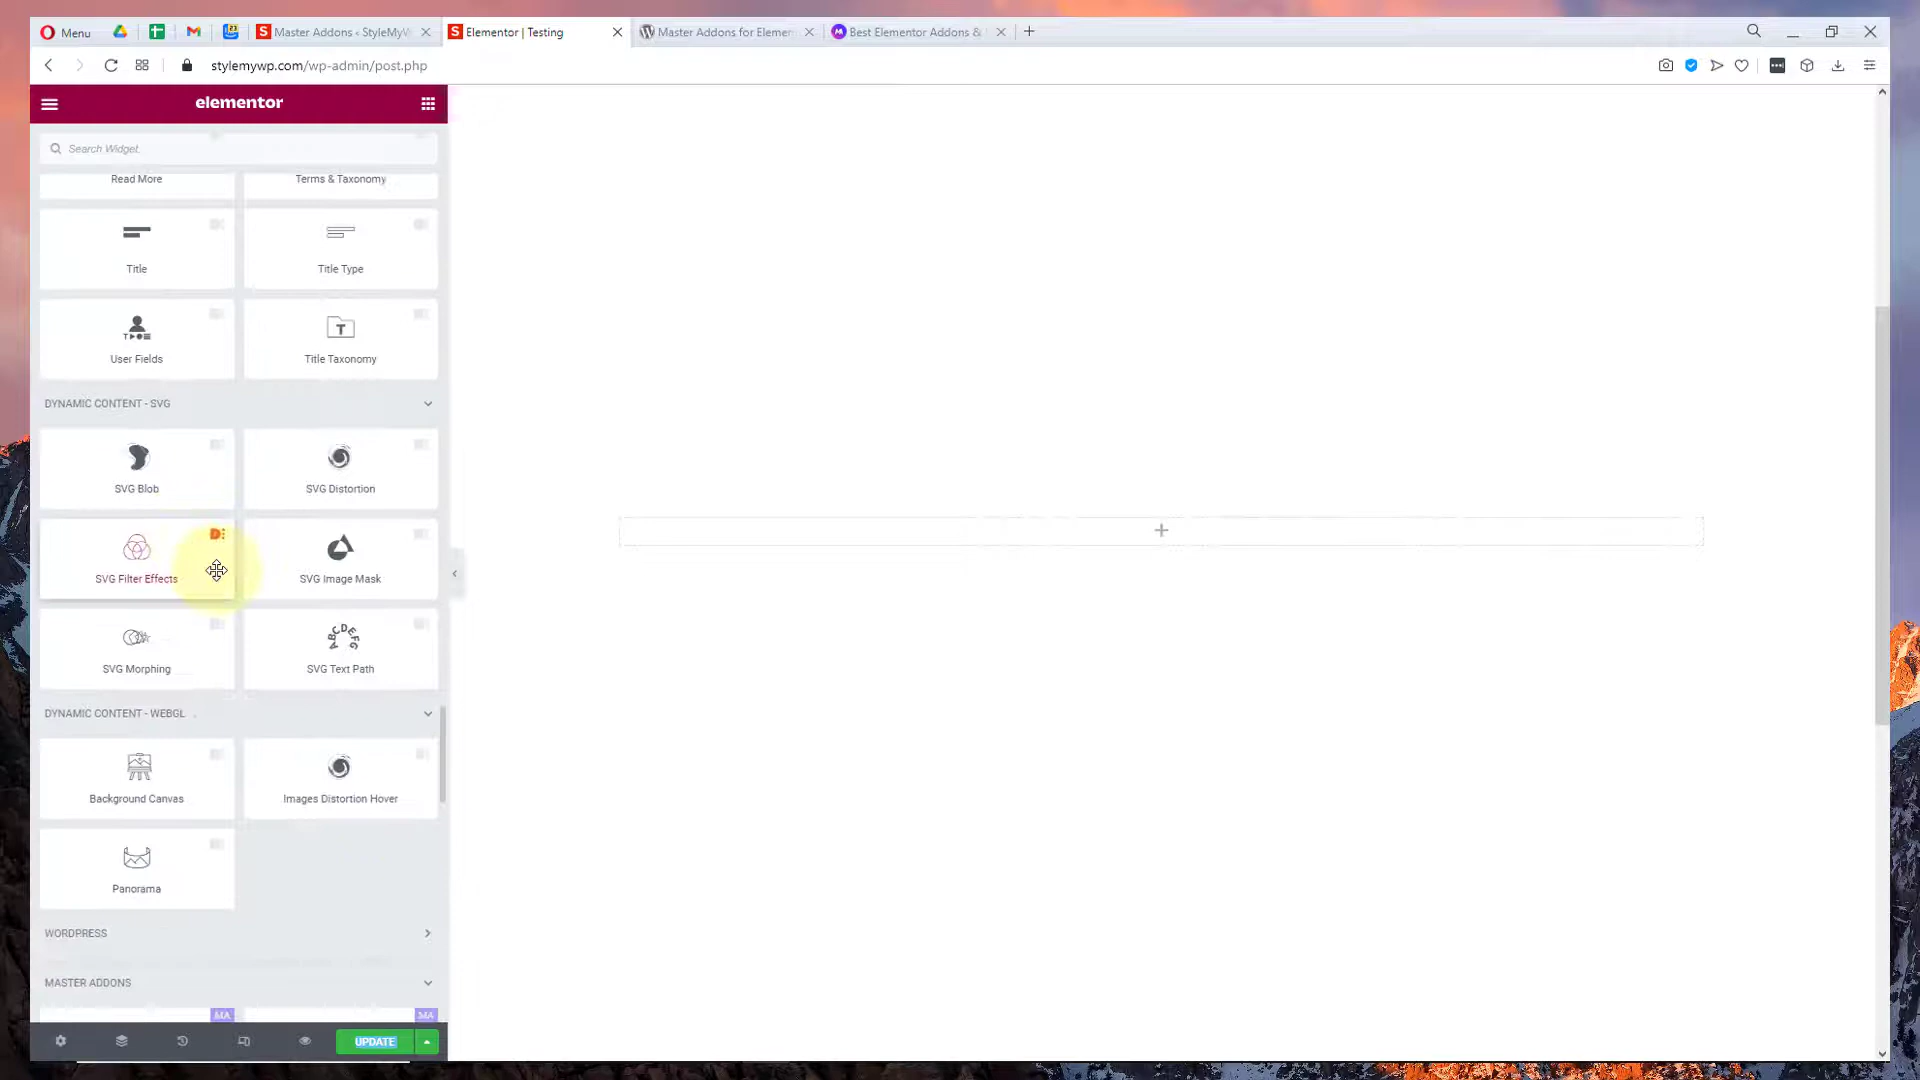 Menu
Master Addons ‹ StyleMyW
Elementor | Testing
Master Addons for Elemen
Best Elementor Addons &
stylemywp.com/wp-admin/post.php
elementor
Search Widget.
Read More
Terms & Taxonomy
Title
Title Type
User Fields
Title Taxonomy
DYNAMIC CONTENT - SVG
SVG Blob
SVG Distortion
SVG Filter Effects
SVG Image Mask
SVG Morphing
SVG Text Path
DYNAMIC CONTENT - WEBGL
Background Canvas
Images Distortion Hover
Panorama
WORDPRESS
MASTER ADDONS
MA
MA
UPDATE